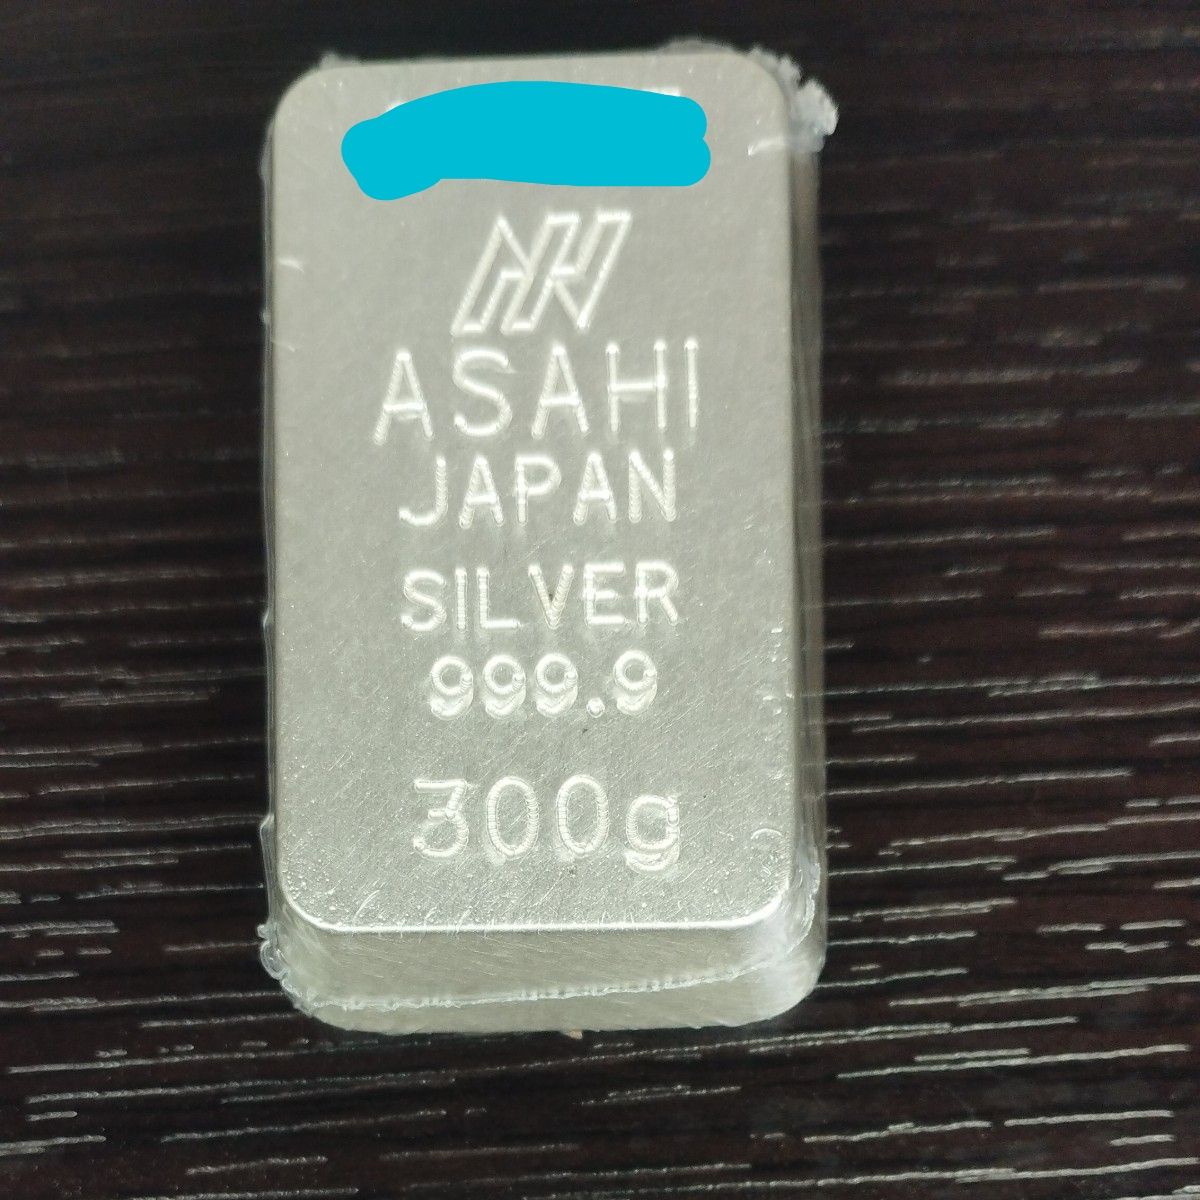 ASAHI
JAPAN
SILVER
999.9
300g